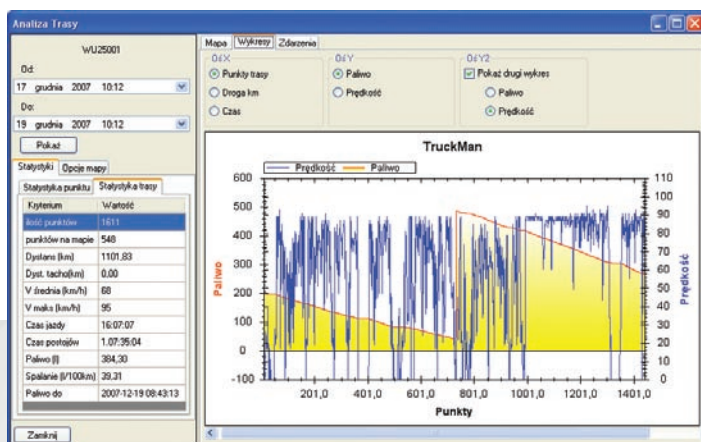 Analiza Trasy
WU25001
Od:
17 grudnia 2007 10:12
Do:
19 grudnia 2007 10:12
Pokaż
Statystyki Opcje mapy
Statystyka punktu Statystyka trasy
Kryterium Wartość
ilość punktów 1611
punktów na mapie 548
Dystans (km) 1101,83
Dyst. tacho(km) 0,00
V średnia (km/h) 68
V maks (km/h) 95
Czas jazdy 16:07:07
Czas postojów 1.07:35:04
Paliwo (l) 384,30
Spalanie (l/100km) 39,31
Paliwo do 2007-12-19 08:43:13
Zamknij
Mapa Wykresy Zdarzenia
Oś X
Punkty trasy
Droga km
Czas
Oś Y
Paliwo
Prędkość
Oś Y2
Pokaż drugi wykres
Paliwo
Prędkość
TruckMan
Prędkość Paliwo
600
500
400
300
200
100
0
-100
Paliwo
110
100
90
80
70
60
50
40
30
20
10
0
Prędkość
201,0 401,0 601,0 801,0 1001,0 1201,0 1401,0
Punkty